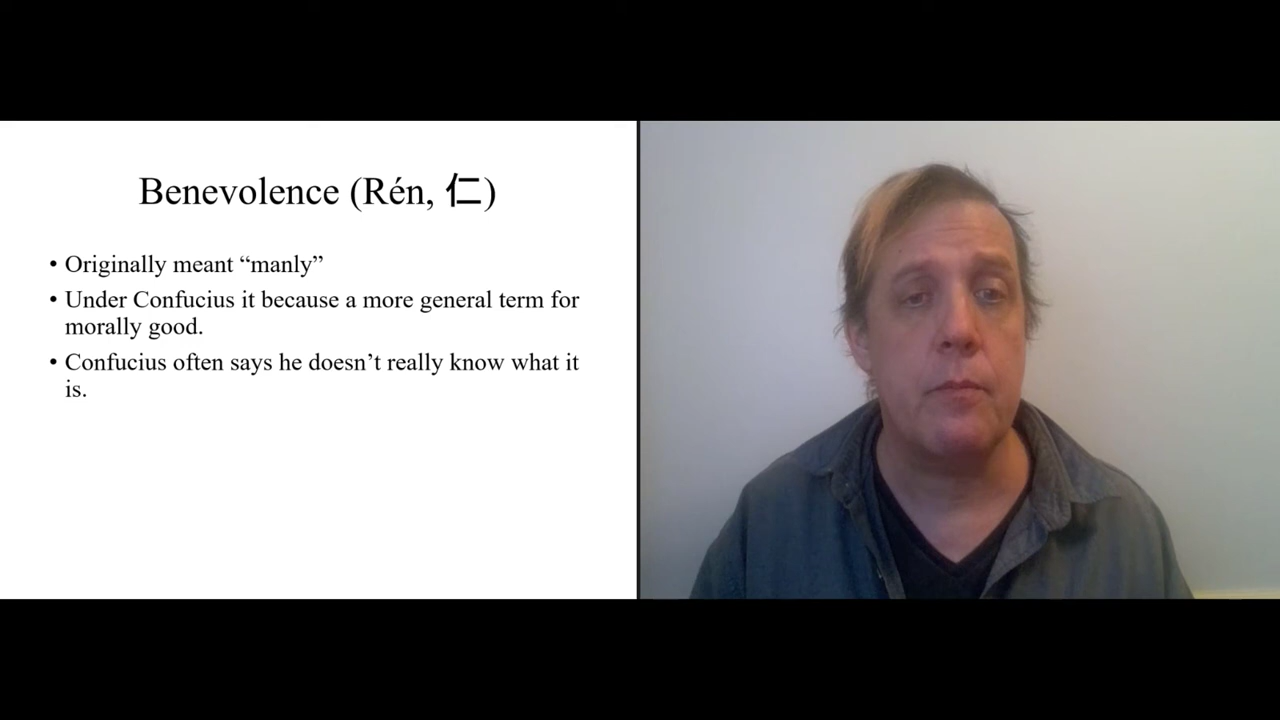 Benevolence (Rén, 仁)
• Originally meant “manly”
• Under Confucius it because a more general term for
morally good.
• Confucius often says he doesn’t really know what it
is.